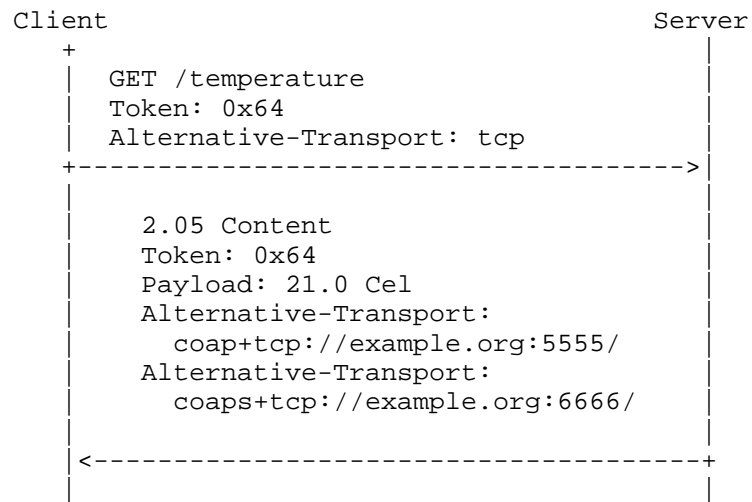 Client Server
GET /temperature
Token: 0x64
Alternative-Transport: tcp
2.05 Content
Token: 0x64
Payload: 21.0 Cel
Alternative-Transport:
coap+tcp://example.org:5555/
Alternative-Transport:
coaps+tcp://example.org:6666/